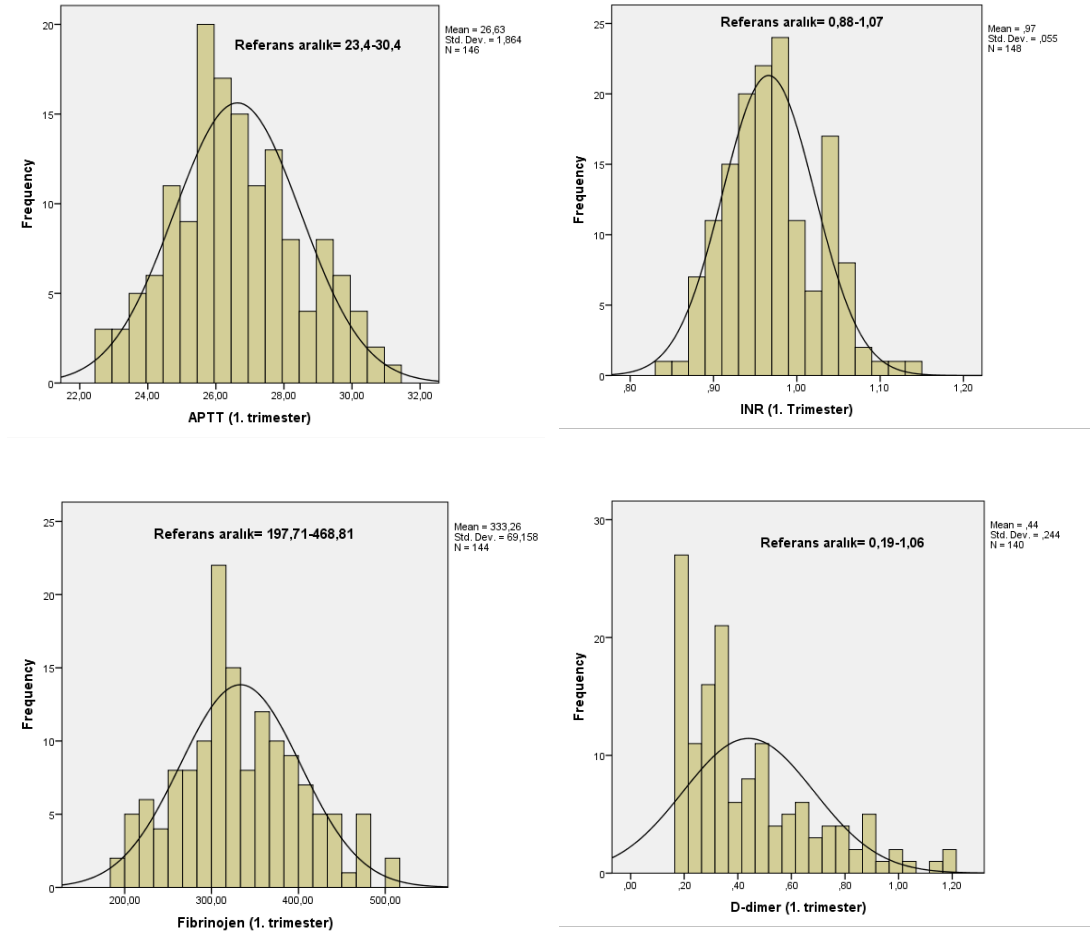 Referans aralık= 23,4-30,4
Mean = 26,63
Std. Dev. = 1,864
N = 146
20
15
10
5
0
Frequency
22,00 24,00 26,00 28,00 30,00 32,00
APTT (1. trimester)
Referans aralık= 0,88-1,07
Mean = ,97
Std. Dev. = ,055
N = 148
25
20
15
10
5
0
Frequency
,80 ,90 1,00 1,10 1,20
INR (1. Trimester)
Referans aralık= 197,71-468,81
Mean = 333,26
Std. Dev. = 69,158
N = 144
25
20
15
10
5
0
Frequency
200,00 300,00 400,00 500,00
Fibrinojen (1. trimester)
Referans aralık= 0,19-1,06
Mean = ,44
Std. Dev. = ,244
N = 140
30
20
10
0
Frequency
,00 ,20 ,40 ,60 ,80 1,00 1,20
D-dimer (1. trimester)